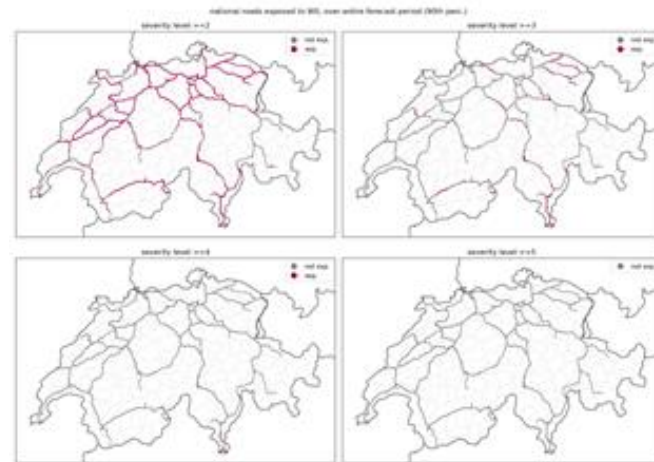 national roads exposed to WS, over entire forecast period (90th perc.)
severity level >=2
severity level >=3
not exp.
exp.
not exp.
exp.
severity level >=4
severity level >=5
not exp.
exp.
not exp.
exp.